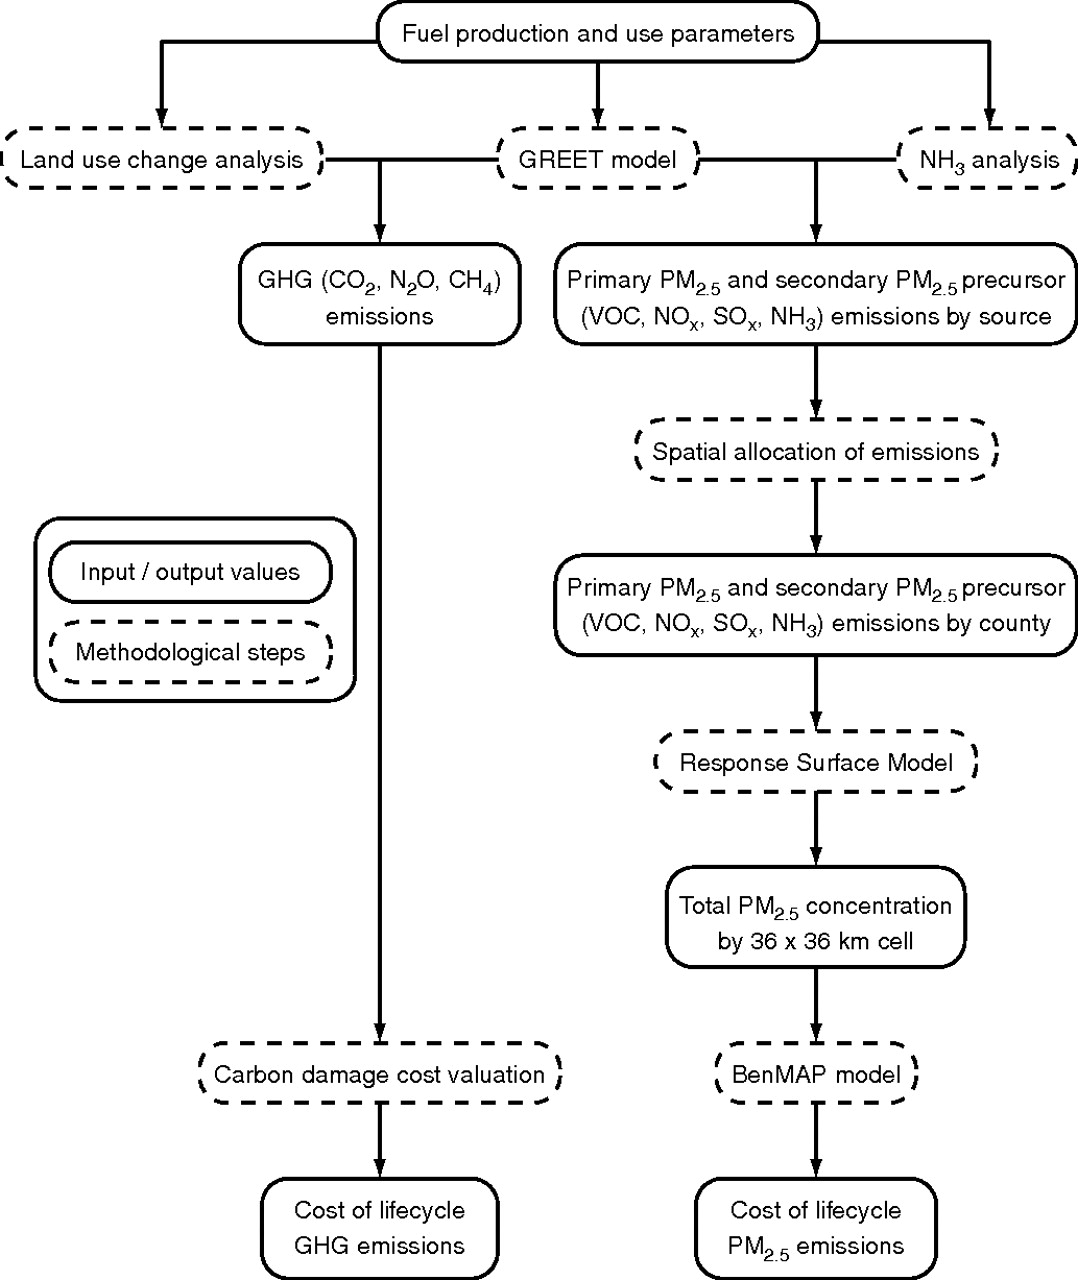 Fuel production and use parameters
Land use change analysis
GREET model
NH₃ analysis
GHG (CO₂, N₂O, CH₄)
emissions
Primary PM₂.₅ and secondary PM₂.₅ precursor
(VOC, NOₓ, SOₓ, NH₃) emissions by source
Spatial allocation of emissions
Input / output values
Methodological steps
Primary PM₂.₅ and secondary PM₂.₅ precursor
(VOC, NOₓ, SOₓ, NH₃) emissions by county
Response Surface Model
Total PM₂.₅ concentration
by 36 x 36 km cell
Carbon damage cost valuation
BenMAP model
Cost of lifecycle
GHG emissions
Cost of lifecycle
PM₂.₅ emissions